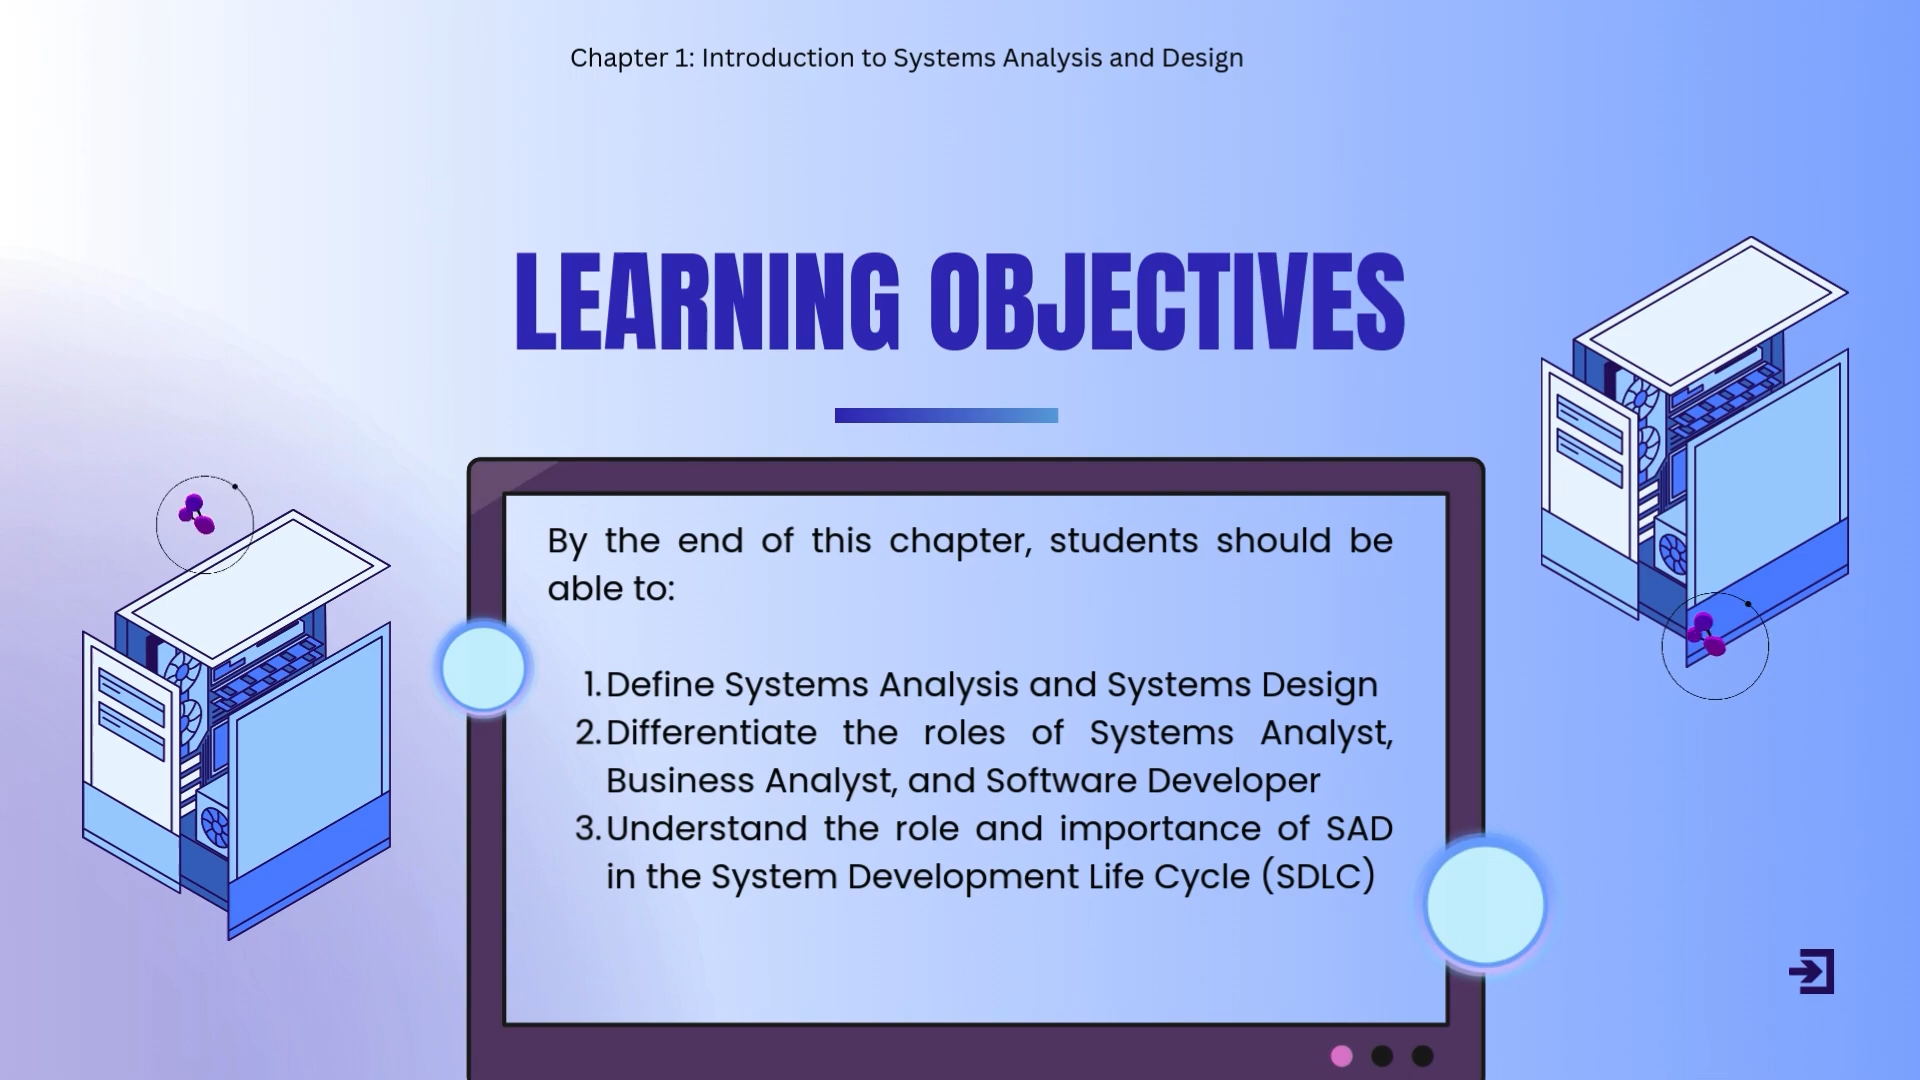 Chapter 1: Introduction to Systems Analysis and Design
LEARNING OBJECTIVES
By the end of this chapter, students should be
able to:
1. Define Systems Analysis and Systems Design
2. Differentiate the roles of Systems Analyst,
Business Analyst, and Software Developer
3. Understand the role and importance of SAD
in the System Development Life Cycle (SDLC)